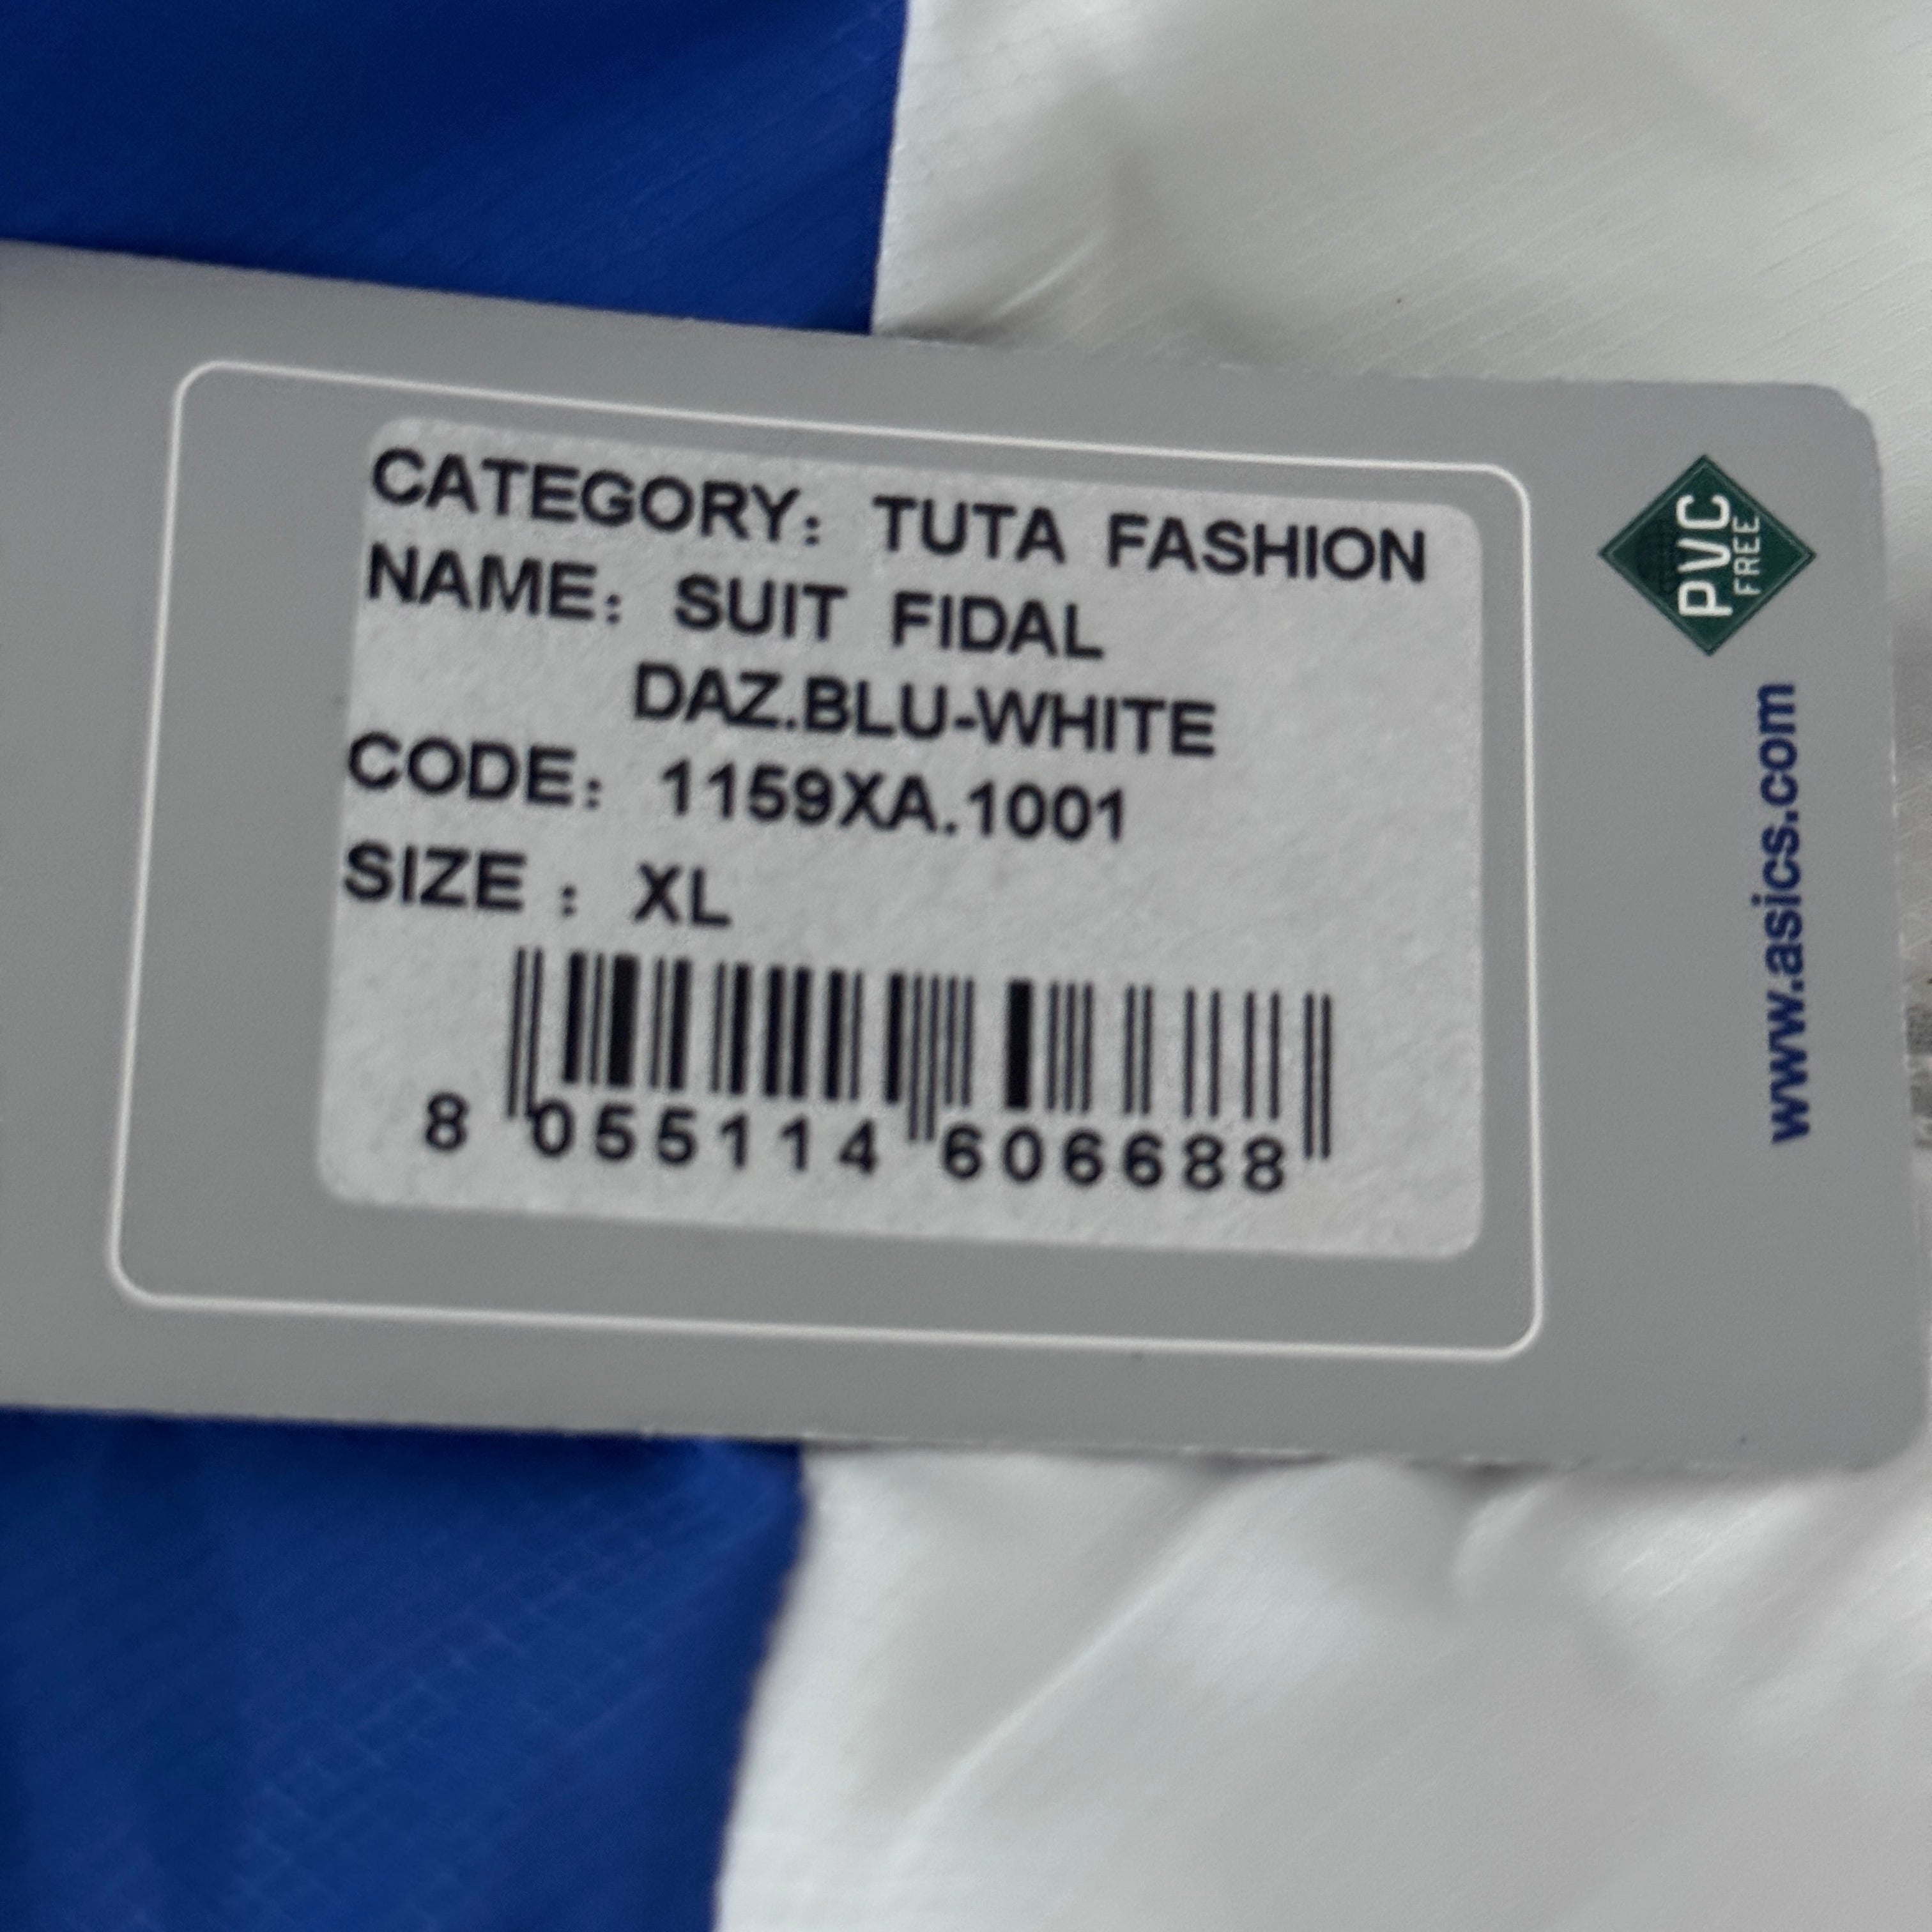 CATEGORY: TUTA FASHION
NAME: SUIT FIDAL
DAZ.BLU-WHITE
CODE: 1159XA.1001
SIZE : XL
8 055114 606688
PVC
FREE
www.asics.com